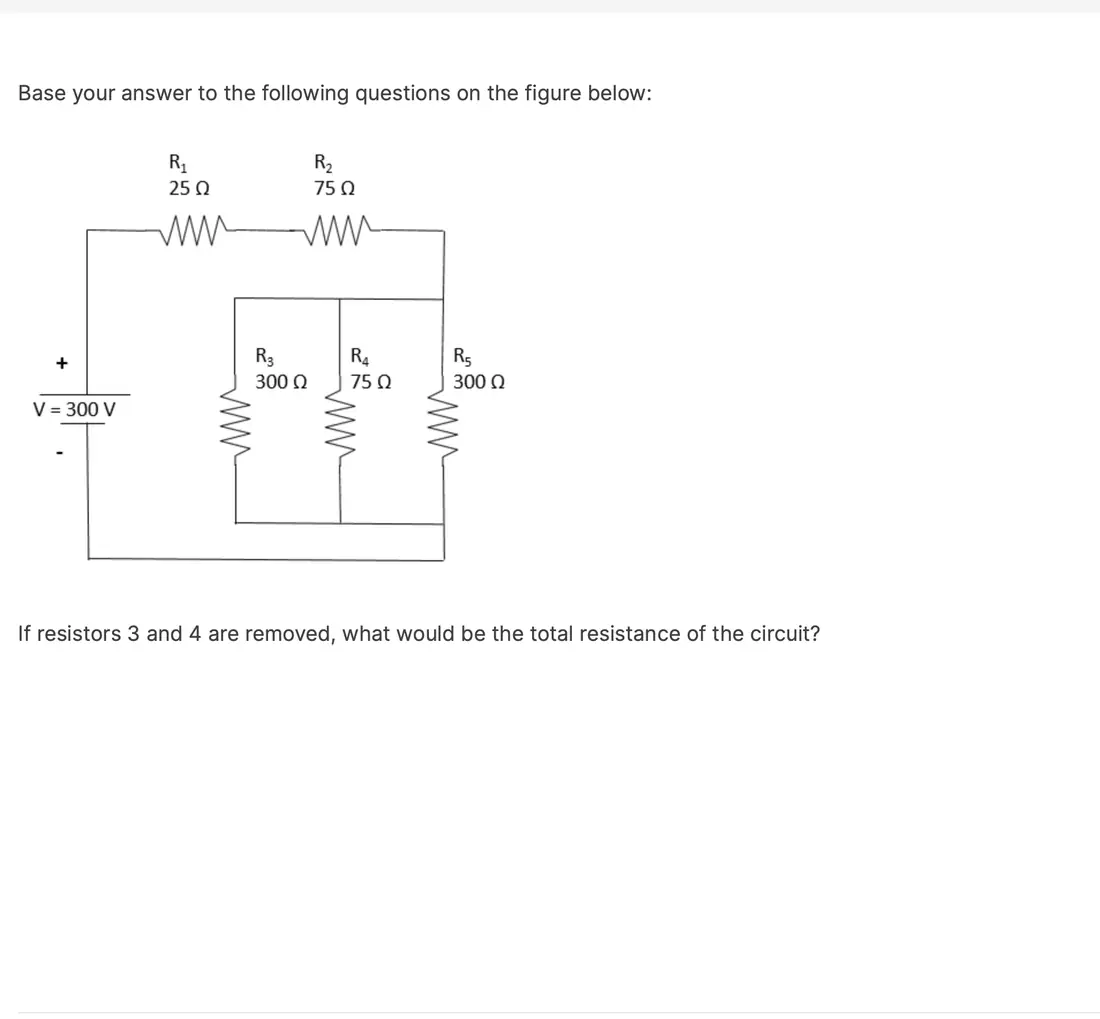 Base your answer to the following questions on the figure below:
R₁ R₂
25 Ω 75 Ω
+
R₃ R₄ R₅
300 Ω 75 Ω 300 Ω
V = 300 V
-
If resistors 3 and 4 are removed, what would be the total resistance of the circuit?